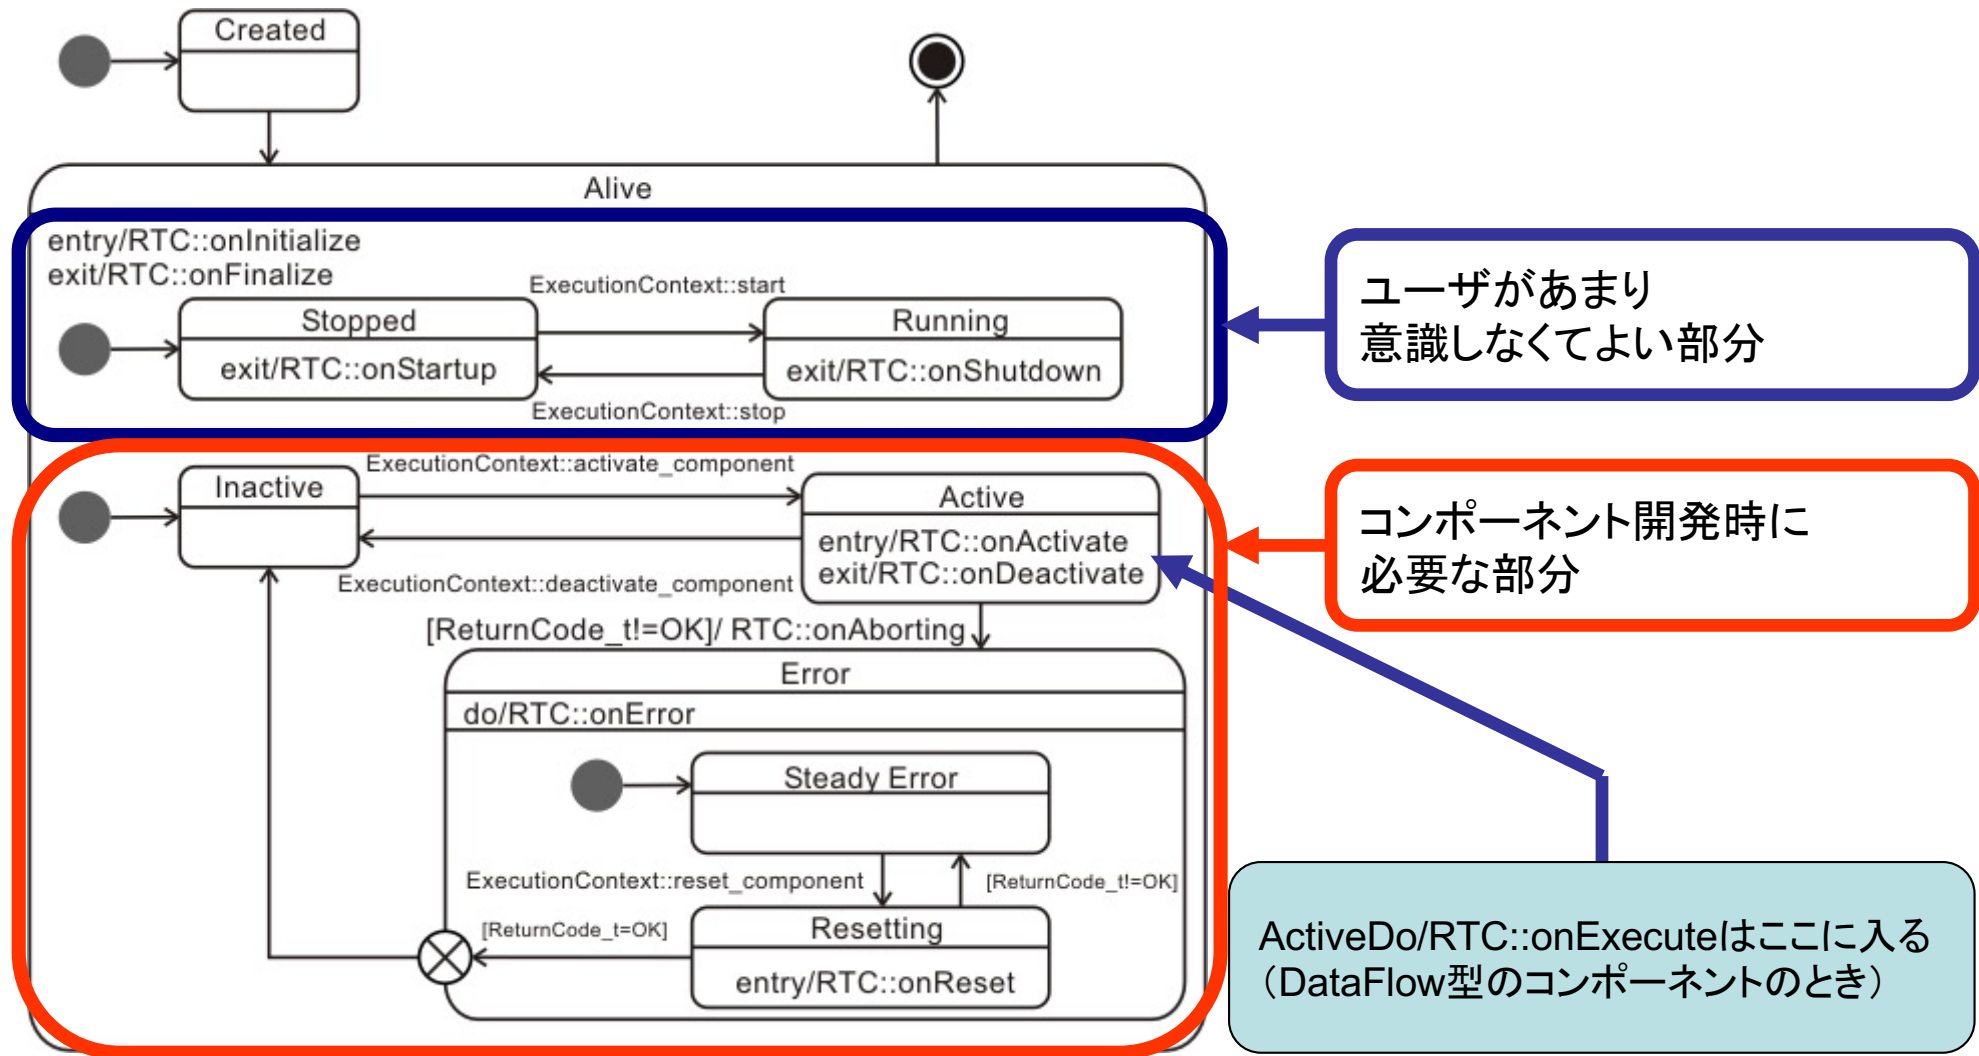 Created
Alive
entry/RTC::onInitialize
exit/RTC::onFinalize
ExecutionContext::start
Stopped
exit/RTC::onStartup
Running
exit/RTC::onShutdown
ExecutionContext::stop
ユーザがあまり
意識しなくてよい部分
ExecutionContext::activate_component
Inactive
Active
entry/RTC::onActivate
exit/RTC::onDeactivate
ExecutionContext::deactivate_component
コンポーネント開発時に
必要な部分
[ReturnCode_t!=OK]/ RTC::onAborting
Error
do/RTC::onError
Steady Error
ExecutionContext::reset_component
[ReturnCode_t!=OK]
[ReturnCode_t=OK]
Resetting
entry/RTC::onReset
ActiveDo/RTC::onExecuteはここに入る
（DataFlow型のコンポーネントのとき）